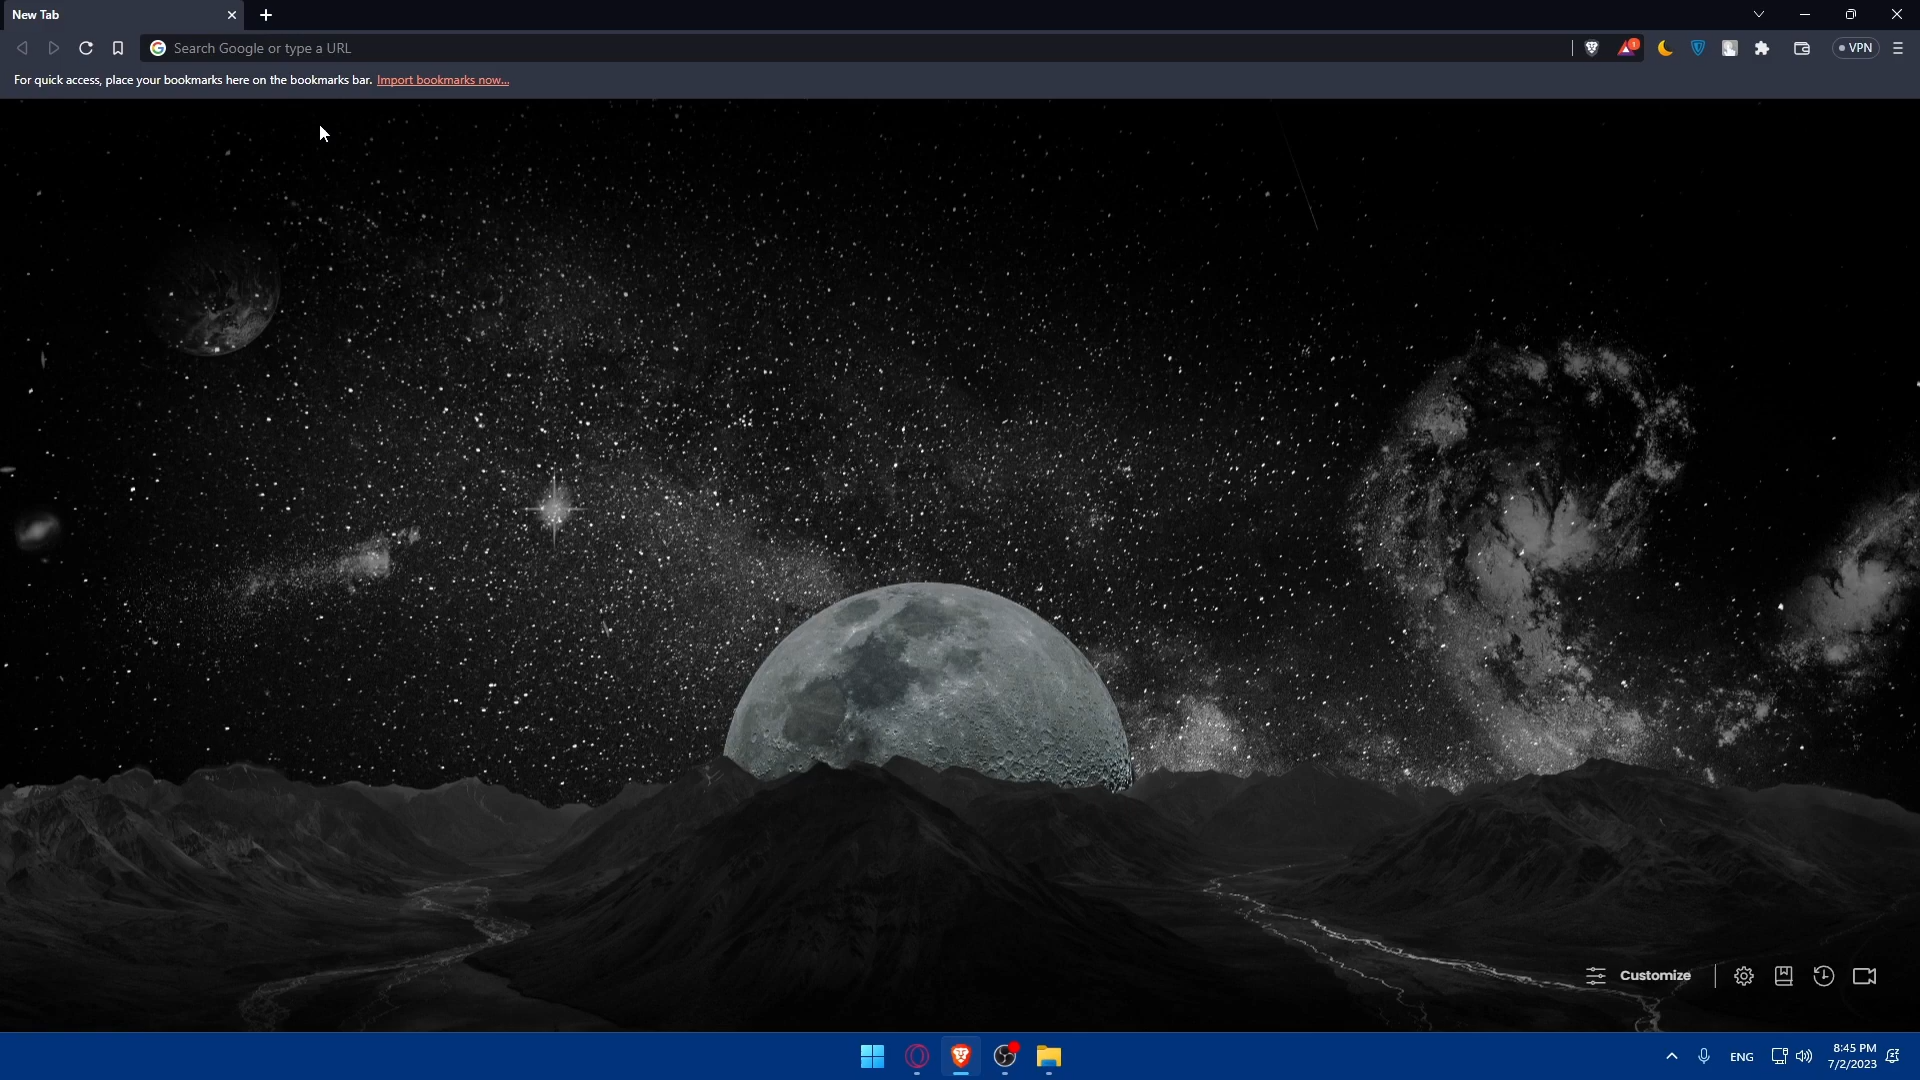 New Tab
Search Google or type a URL
1
VPN
For quick access, place your bookmarks here on the bookmarks bar. Import bookmarks now...
Customize
ENG
8:45 PM
7/2/2023